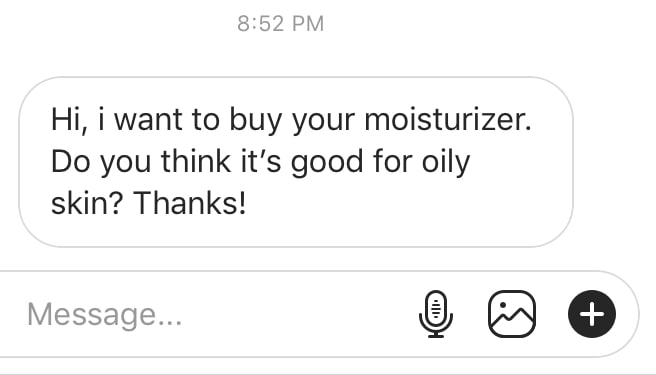 8:52 PM
Hi, i want to buy your moisturizer.
Do you think it’s good for oily
skin? Thanks!
Message...